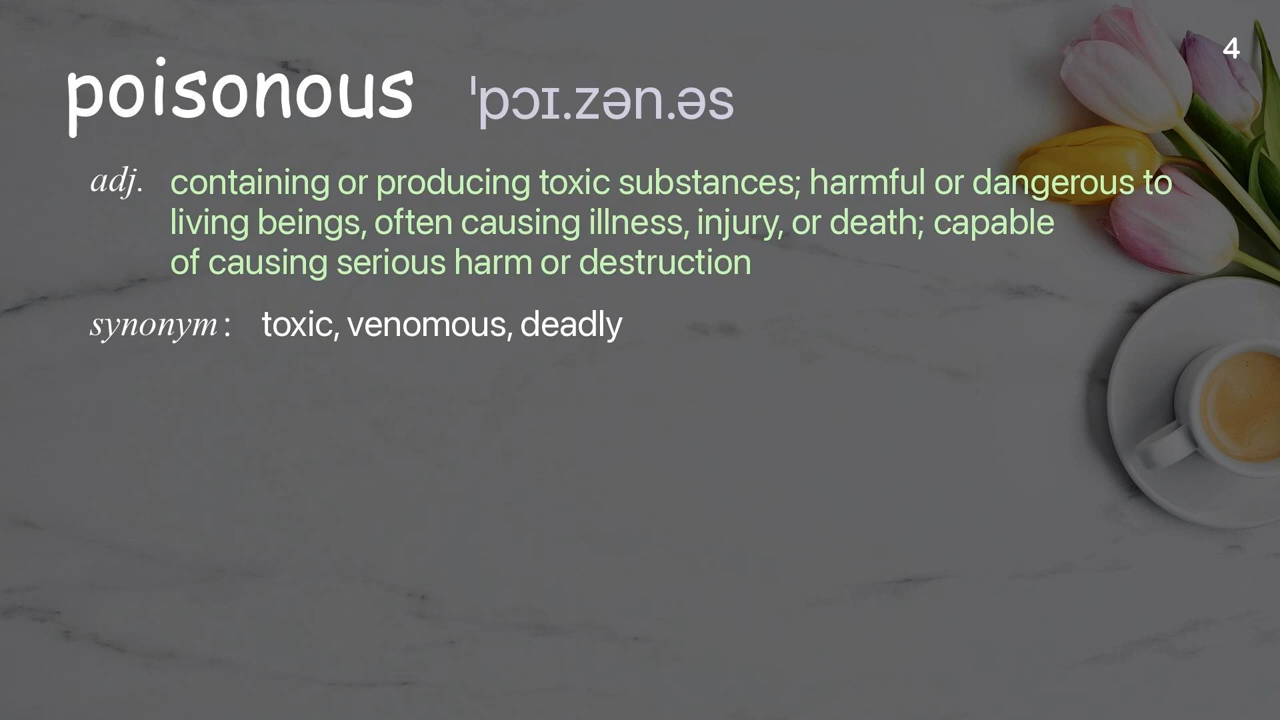 4
poisonous ˈpɔɪ.zən.əs
adj. containing or producing toxic substances; harmful or dangerous to
living beings, often causing illness, injury, or death; capable
of causing serious harm or destruction
synonym: toxic, venomous, deadly